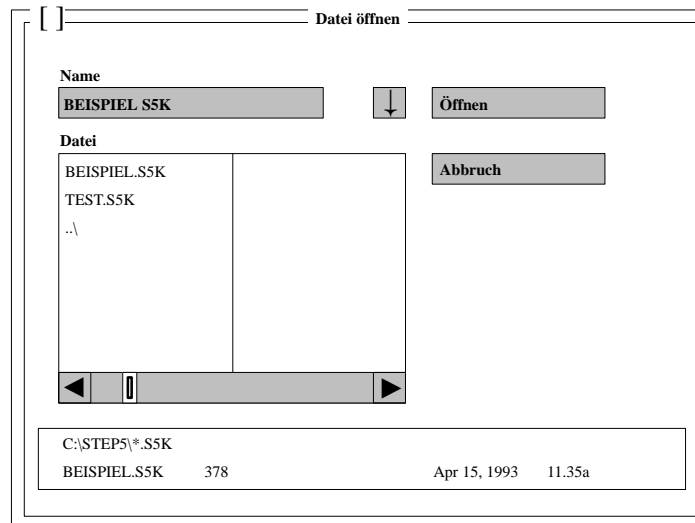 [ ] Datei öffnen
Name
BEISPIEL S5K ↓ Öffnen
Datei
Abbruch
BEISPIEL.S5K
TEST.S5K
..\
C:\STEP5\*.S5K
BEISPIEL.S5K 378 Apr 15, 1993 11.35a